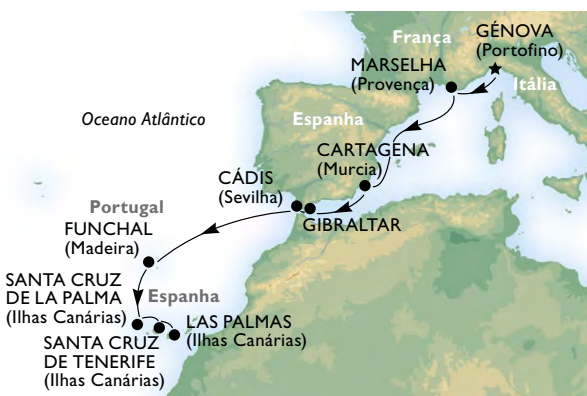 França
GÉNOVA
(Portofino)
MARSELHA
(Provença)
Itália
Oceano Atlântico
Espanha
CARTAGENA
(Murcia)
CÁDIS
(Sevilha)
GIBRALTAR
Portugal
FUNCHAL
(Madeira)
SANTA CRUZ
DE LA PALMA
(Ilhas Canárias)
Espanha
LAS PALMAS
(Ilhas Canárias)
SANTA CRUZ
DE TENERIFE
(Ilhas Canárias)